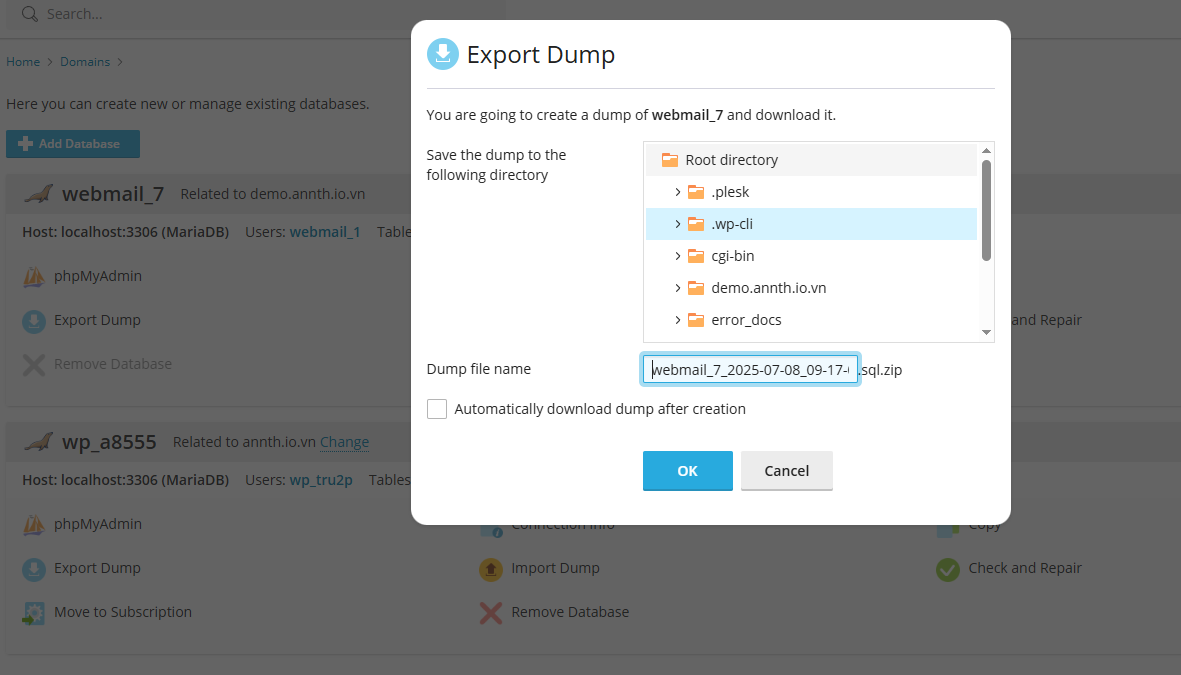 Search...
Home > Domains >
Here you can create new or manage existing databases.
Add Database
webmail_7 Related to demo.annth.io.vn
Host: localhost:3306 (MariaDB) Users: webmail_1
phpMyAdmin
Export Dump
and Repair
Remove Database
Export Dump
You are going to create a dump of webmail_7 and download it.
Save the dump to the
following directory
Root directory
.plesk
.wp-cli
cgi-bin
demo.annth.io.vn
error_docs
Dump file name
webmail_7_2025-07-08_09-17-
.sql.zip
Automatically download dump after creation
OK
Cancel
wp_a8555 Related to annth.io.vn Change
Host: localhost:3306 (MariaDB) Users: wp_tru2p Tables
phpMyAdmin
Connection Info
Copy
Export Dump
Import Dump
Check and Repair
Move to Subscription
Remove Database